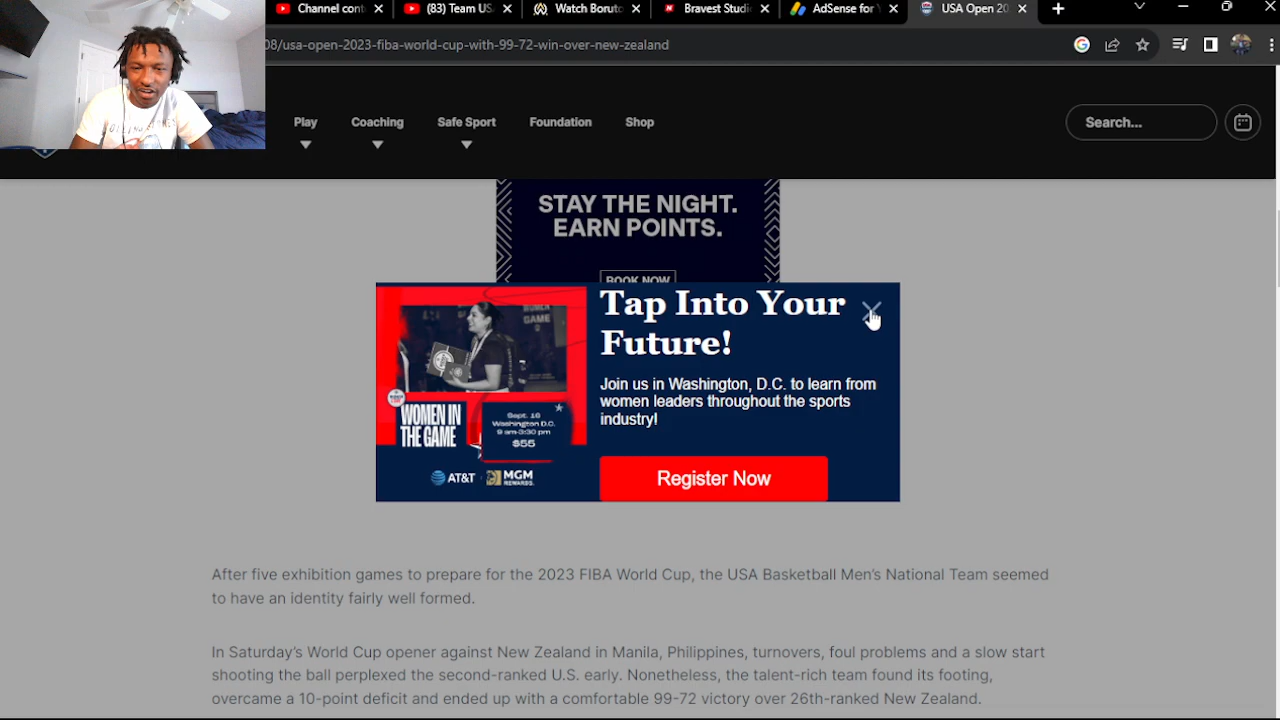 Channel cont
(83) Team US
Watch Boruto
Bravest Studi
AdSense for Y
USA Open 20
08/usa-open-2023-fiba-world-cup-with-99-72-win-over-new-zealand
Play
Coaching
Safe Sport
Foundation
Shop
Search...
STAY THE NIGHT.
EARN POINTS.
BOOK NOW
Tap Into Your
Future!
Join us in Washington, D.C. to learn from
women leaders throughout the sports
industry!
Register Now
WOMEN IN
THE GAME
Sept. 16
Washington D.C.
9 am-3:30 pm
$55
AT&T
MGM
REWARDS.
After five exhibition games to prepare for the 2023 FIBA World Cup, the USA Basketball Men's National Team seemed
to have an identity fairly well formed.
In Saturday's World Cup opener against New Zealand in Manila, Philippines, turnovers, foul problems and a slow start
shooting the ball perplexed the second-ranked U.S. early. Nonetheless, the talent-rich team found its footing,
overcame a 10-point deficit and ended up with a comfortable 99-72 victory over 26th-ranked New Zealand.